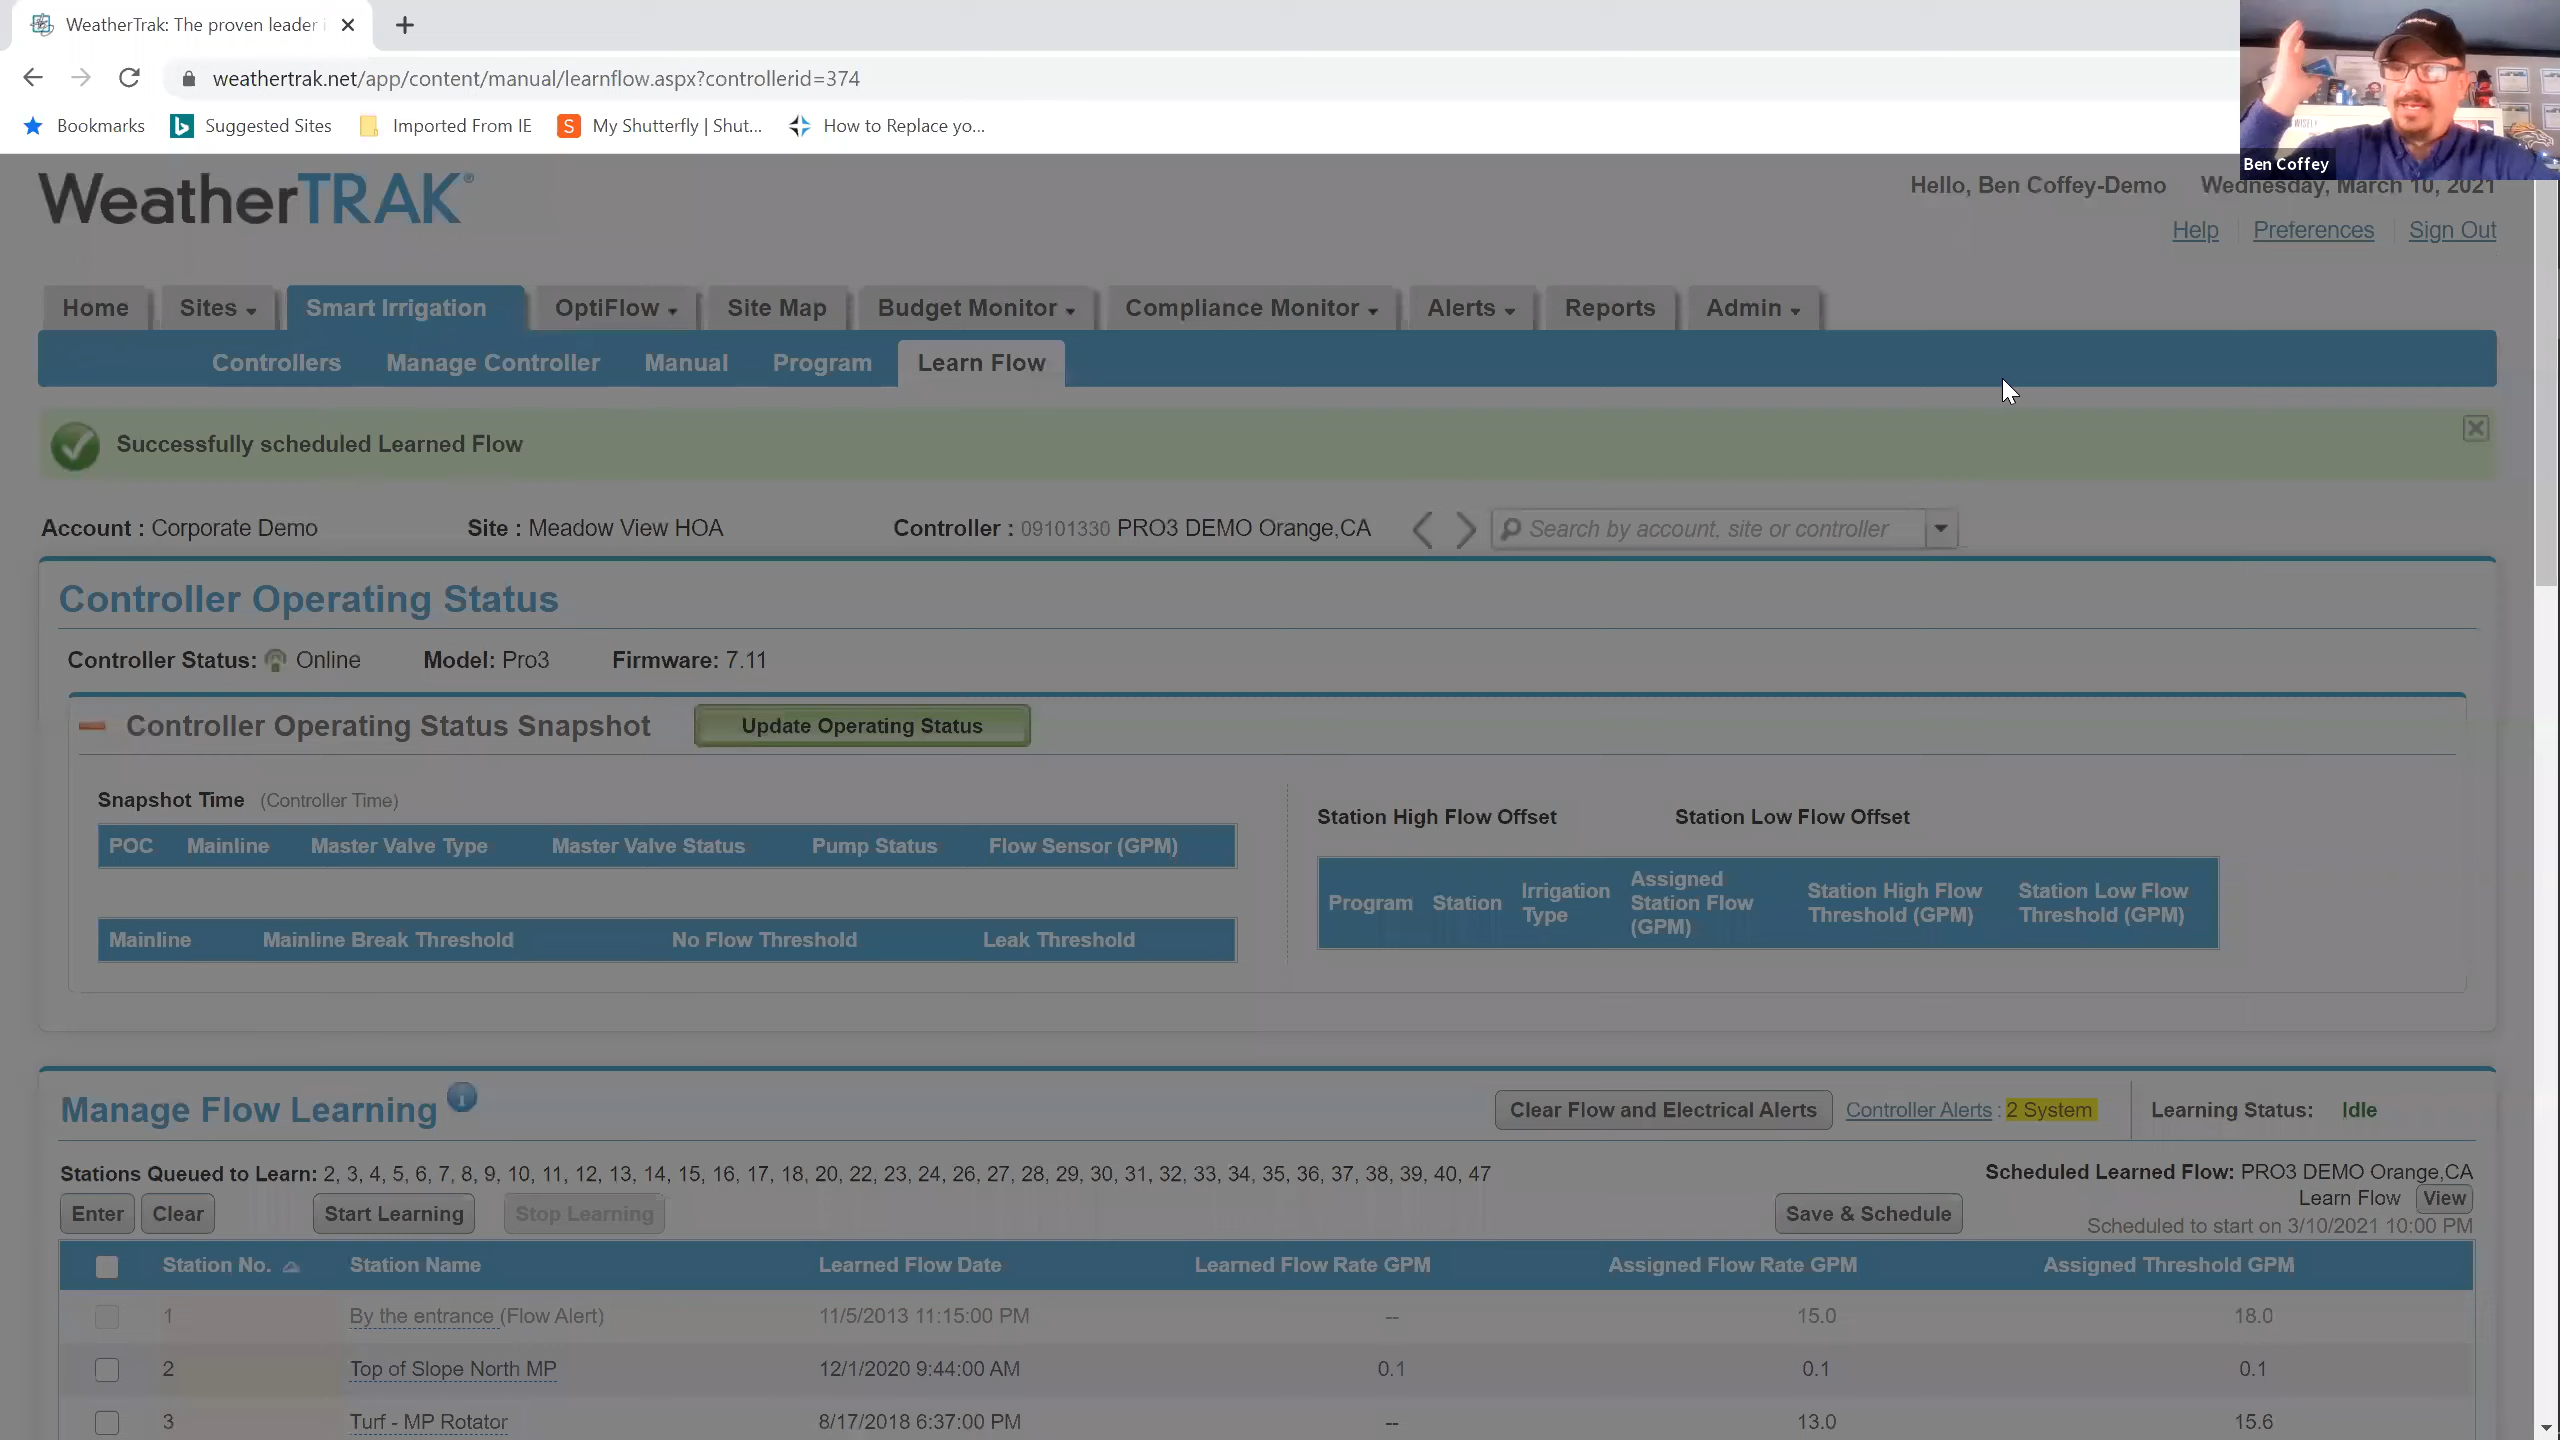 WeatherTrak: The proven leader i
weathertrak.net/app/content/manual/learnflow.aspx?controllerid=374
Bookmarks Suggested Sites Imported From IE My Shutterfly | Shut... How to Replace yo...
Ben Coffey
WeatherTRAK®
Hello, Ben Coffey-Demo Wednesday, March 10, 2021
Help Preferences Sign Out
Home Sites Smart Irrigation OptiFlow Site Map Budget Monitor Compliance Monitor Alerts Reports Admin
Controllers Manage Controller Manual Program Learn Flow
Successfully scheduled Learned Flow
Account : Corporate Demo Site : Meadow View HOA Controller : 09101330 PRO3 DEMO Orange,CA Search by account, site or controller
Controller Operating Status
Controller Status: Online Model: Pro3 Firmware: 7.11
Controller Operating Status Snapshot Update Operating Status
Snapshot Time (Controller Time)
POC Mainline Master Valve Type Master Valve Status Pump Status Flow Sensor (GPM)
Mainline Mainline Break Threshold No Flow Threshold Leak Threshold
Station High Flow Offset Station Low Flow Offset
Program Station Irrigation Type Assigned Station Flow (GPM) Station High Flow Threshold (GPM) Station Low Flow Threshold (GPM)
Manage Flow Learning Clear Flow and Electrical Alerts Controller Alerts : 2 System Learning Status: Idle
Stations Queued to Learn: 2, 3, 4, 5, 6, 7, 8, 9, 10, 11, 12, 13, 14, 15, 16, 17, 18, 20, 22, 23, 24, 26, 27, 28, 29, 30, 31, 32, 33, 34, 35, 36, 37, 38, 39, 40, 47
Scheduled Learned Flow: PRO3 DEMO Orange,CA
Learn Flow View
Enter Clear Start Learning Stop Learning Save & Schedule
Scheduled to start on 3/10/2021 10:00 PM
Station No. Station Name Learned Flow Date Learned Flow Rate GPM Assigned Flow Rate GPM Assigned Threshold GPM
1 By the entrance (Flow Alert) 11/5/2013 11:15:00 PM -- 15.0 18.0
2 Top of Slope North MP 12/1/2020 9:44:00 AM 0.1 0.1 0.1
3 Turf - MP Rotator 8/17/2018 6:37:00 PM -- 13.0 15.6